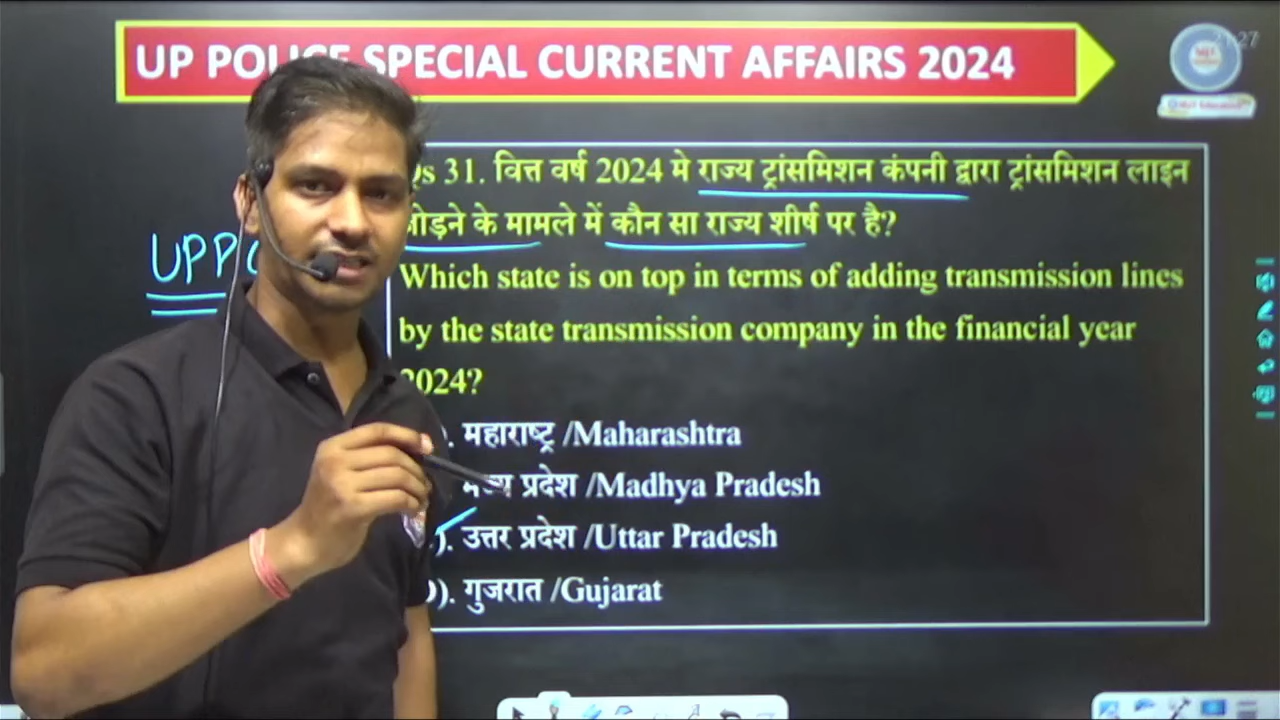 UP POLICE SPECIAL CURRENT AFFAIRS 2024
Qs 31. वित्त वर्ष 2024 मे राज्य ट्रांसमिशन कंपनी द्वारा ट्रांसमिशन लाइन
जोड़ने के मामले में कौन सा राज्य शीर्ष पर है?
UPP
Which state is on top in terms of adding transmission lines
by the state transmission company in the financial year
2024?
). महाराष्ट्र /Maharashtra
मध्य प्रदेश /Madhya Pradesh
). उत्तर प्रदेश /Uttar Pradesh
). गुजरात /Gujarat